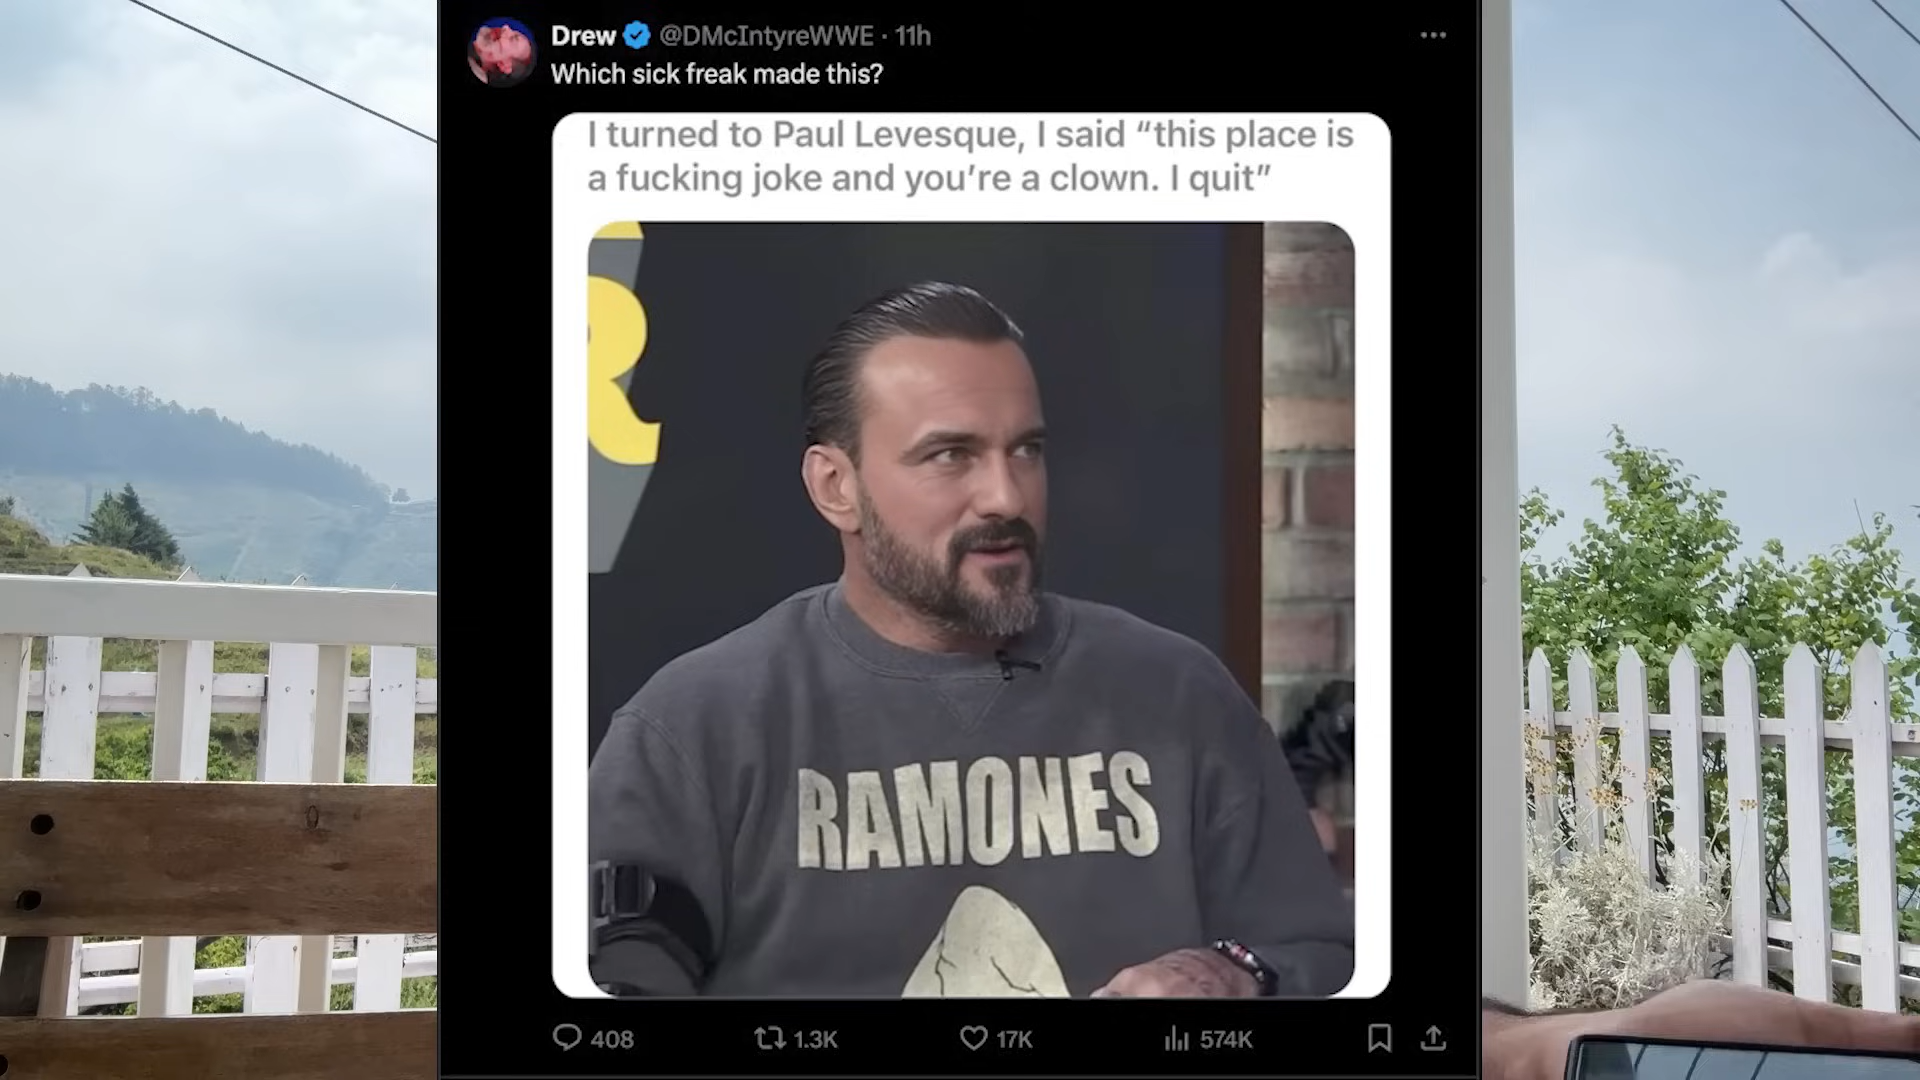 Drew @DMcIntyreWWE · 11h
Which sick freak made this?
I turned to Paul Levesque, I said “this place is
a fucking joke and you’re a clown. I quit”
R
RAMONES
408 1.3K 17K 574K